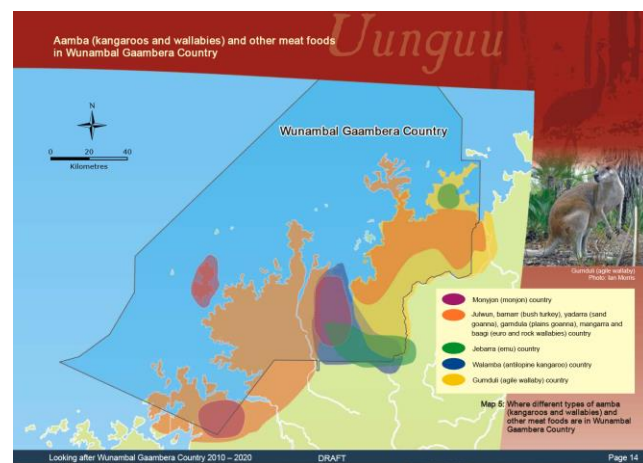 Aamba (kangaroos and wallabies) and other meat foods
in Wunambal Gaambera Country
Uunguu
N
0 20 40
Kilometres
Wunambal Gaambera Country
Gumduli (agile wallaby)
Photo: Ian Morris
Monyjon (monjon) country
Julwun, barnarr (bush turkey), yadarra (sand
goanna), garndula (plains goanna), mangarra and
baagi (euro and rock wallabies) country
Jebarra (emu) country
Walamba (antilopine kangaroo) country
Gumduli (agile wallaby) country
Map 5: Where different types of aamba
(kangaroos and wallabies) and
other meat foods are in Wunambal
Gaambera Country
Looking after Wunambal Gaambera Country 2010 – 2020 DRAFT Page 14